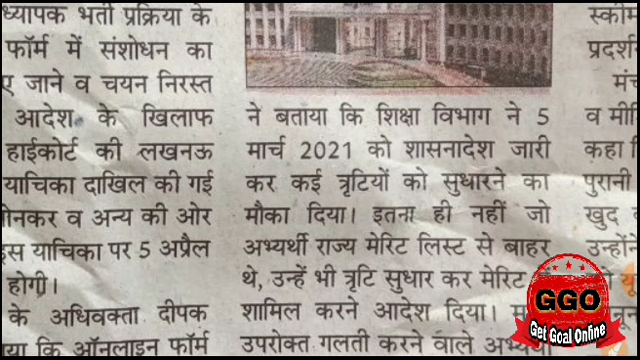 ध्यापक भर्ती प्रक्रिया के
फॉर्म में संशोधन का
ए जाने व चयन निरस्त
आदेश के खिलाफ
हाईकोर्ट की लखनऊ
याचिका दाखिल की गई
ोनकर व अन्य की ओर
इस याचिका पर 5 अप्रैल
होगी।
के अधिवक्ता दीपक
या कि ऑनलाइन फॉर्म
ने बताया कि शिक्षा विभाग ने 5
मार्च 2021 को शासनादेश जारी
कर कई त्रृटियों को सुधारने का
मौका दिया। इतना ही नहीं जो
अभ्यर्थी राज्य मेरिट लिस्ट से बाहर
थे, उन्हें भी त्रृटि सुधार कर मेरिट
शामिल करने आदेश दिया।
उपरोक्त गलती करने वाले
स्कीम
प्रदर्श
व मी
कहा
पुरानी
खुद
उन्होंने
GGO
Get Goal Online